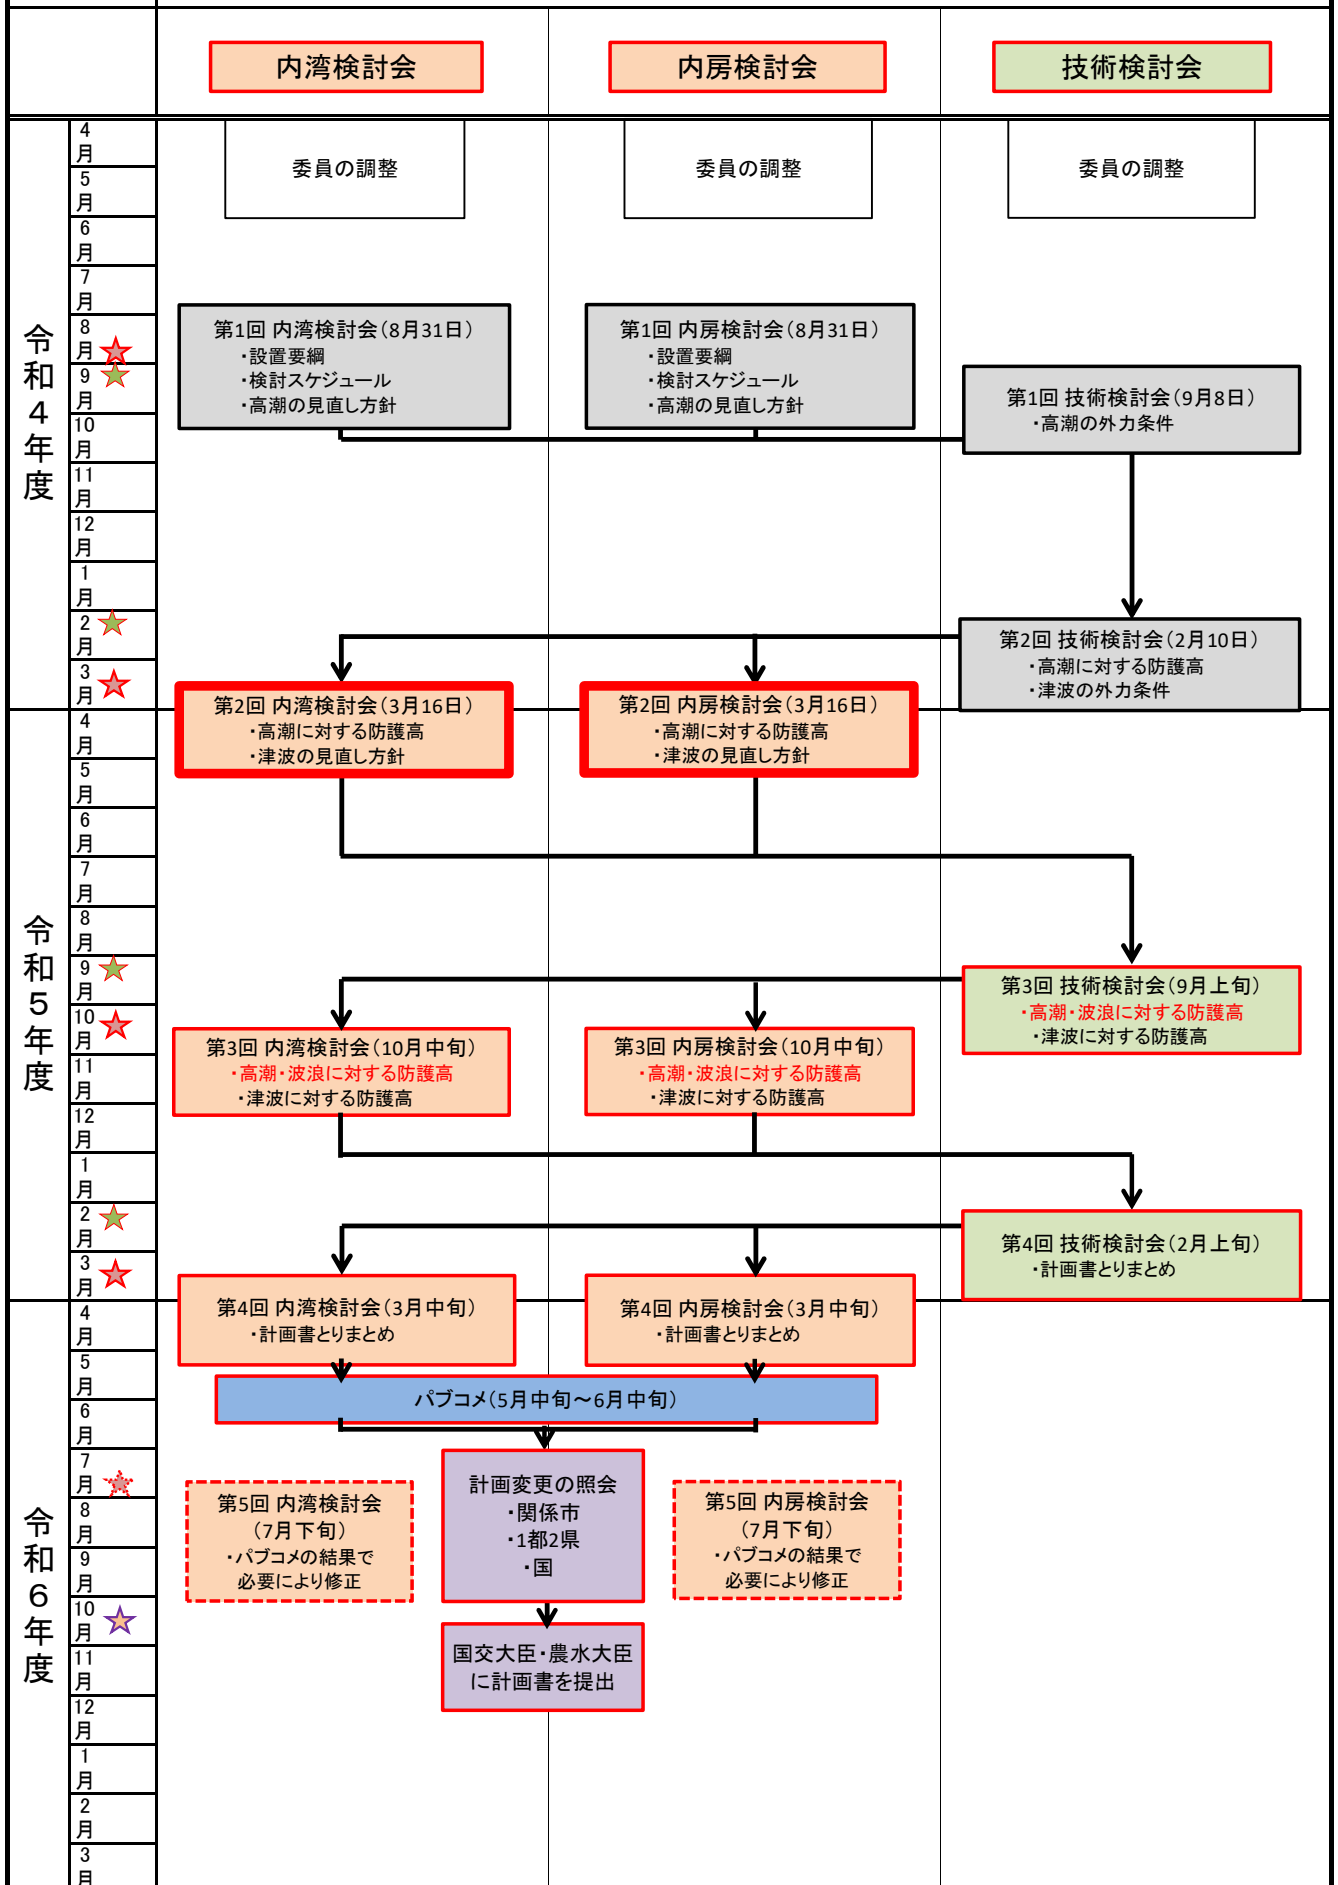 内湾検討会
内房検討会
技術検討会
令和4年度
4月
5月
6月
7月
8月
9月
10月
11月
12月
1月
2月
3月
委員の調整
委員の調整
委員の調整
第1回 内湾検討会(8月31日)
・設置要綱
・検討スケジュール
・高潮の見直し方針
第1回 内房検討会(8月31日)
・設置要綱
・検討スケジュール
・高潮の見直し方針
第1回 技術検討会(9月8日)
・高潮の外力条件
第2回 技術検討会(2月10日)
・高潮に対する防護高
・津波の外力条件
第2回 内湾検討会(3月16日)
・高潮に対する防護高
・津波の見直し方針
第2回 内房検討会(3月16日)
・高潮に対する防護高
・津波の見直し方針
令和5年度
4月
5月
6月
7月
8月
9月
10月
11月
12月
1月
2月
3月
第3回 技術検討会(9月上旬)
・高潮・波浪に対する防護高
・津波に対する防護高
第3回 内湾検討会(10月中旬)
・高潮・波浪に対する防護高
・津波に対する防護高
第3回 内房検討会(10月中旬)
・高潮・波浪に対する防護高
・津波に対する防護高
第4回 技術検討会(2月上旬)
・計画書とりまとめ
第4回 内湾検討会(3月中旬)
・計画書とりまとめ
第4回 内房検討会(3月中旬)
・計画書とりまとめ
令和6年度
4月
5月
6月
7月
8月
9月
10月
11月
12月
1月
2月
3月
パブコメ(5月中旬～6月中旬)
第5回 内湾検討会
(7月下旬)
・パブコメの結果で
必要により修正
計画変更の照会
・関係市
・1都2県
・国
第5回 内房検討会
(7月下旬)
・パブコメの結果で
必要により修正
国交大臣・農水大臣
に計画書を提出